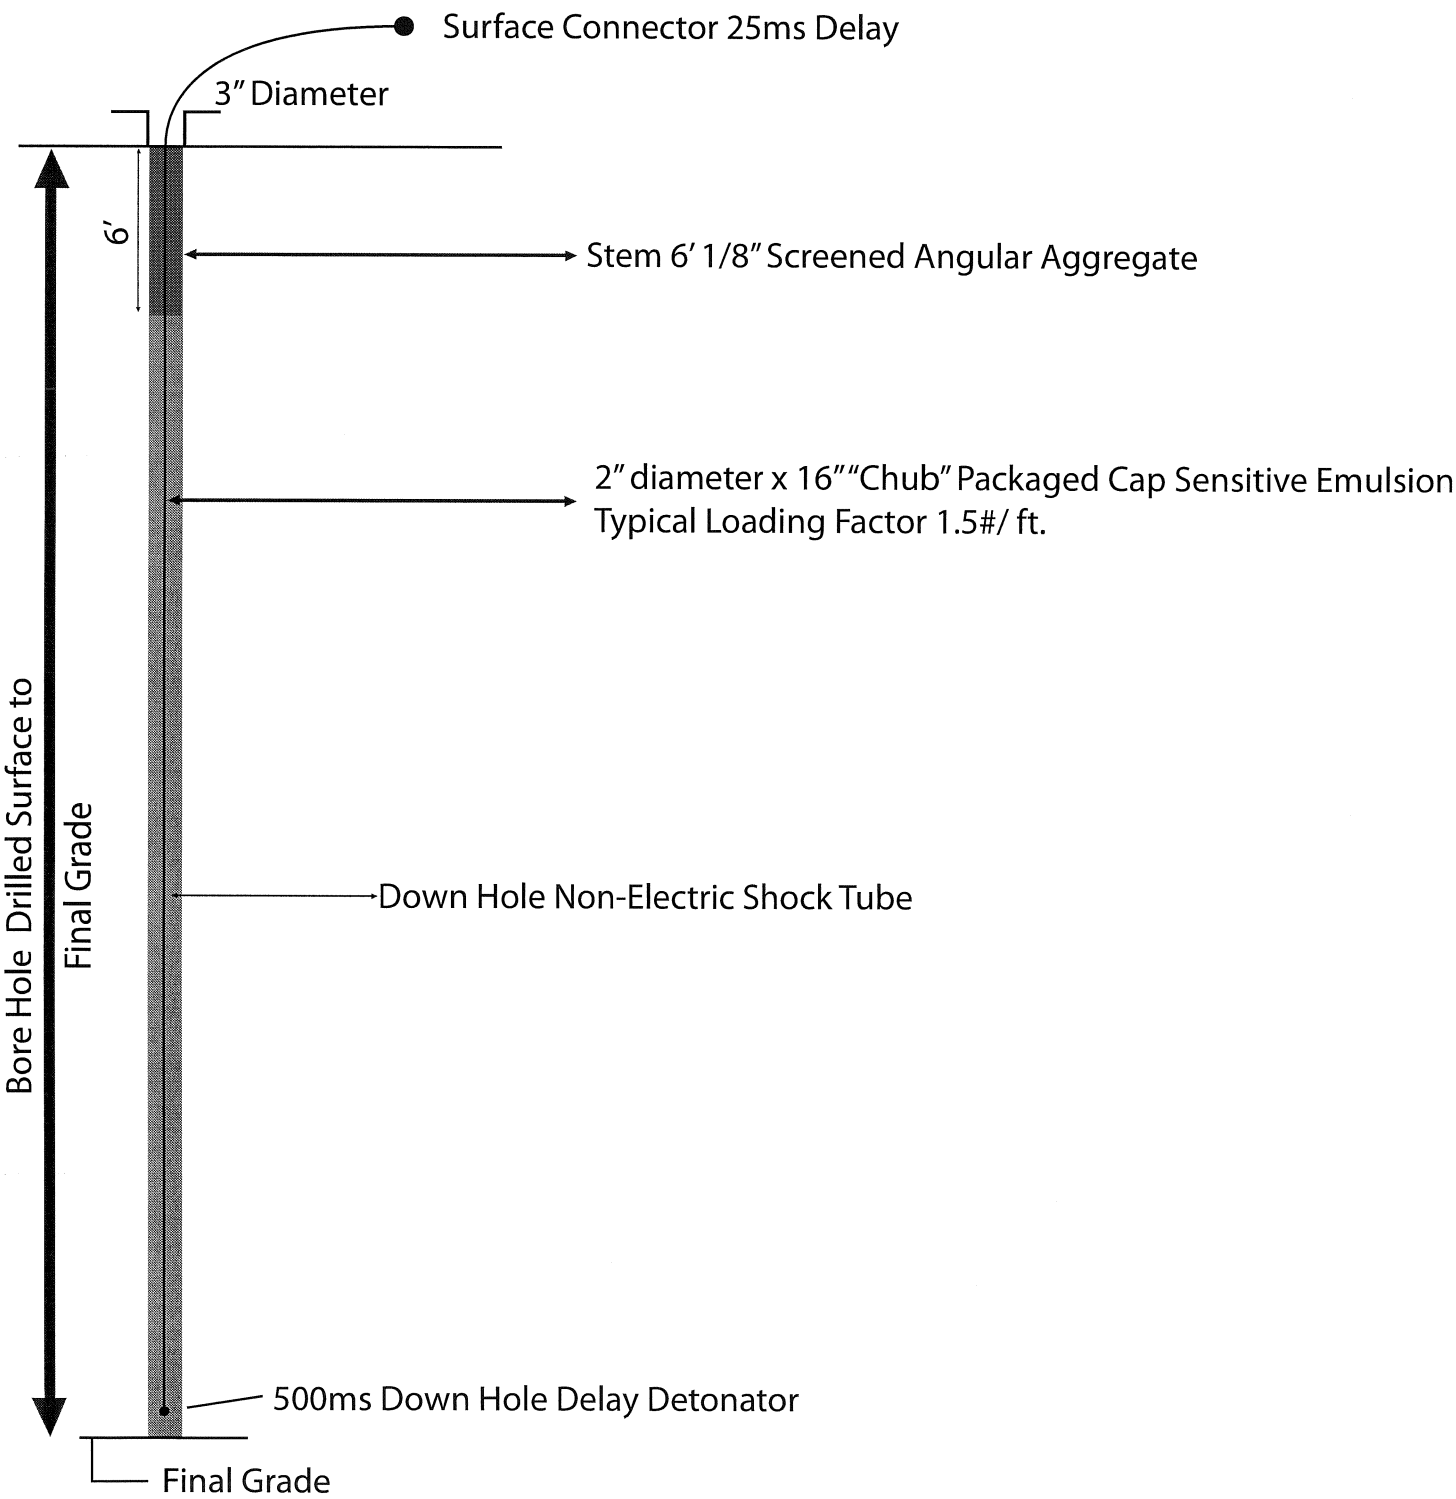 Surface Connector 25ms Delay
3” Diameter
6’
Stem 6’ 1/8” Screened Angular Aggregate
2” diameter x 16” “Chub” Packaged Cap Sensitive Emulsion
Typical Loading Factor 1.5#/ ft.
Bore Hole Drilled Surface to
Final Grade
Down Hole Non-Electric Shock Tube
500ms Down Hole Delay Detonator
Final Grade